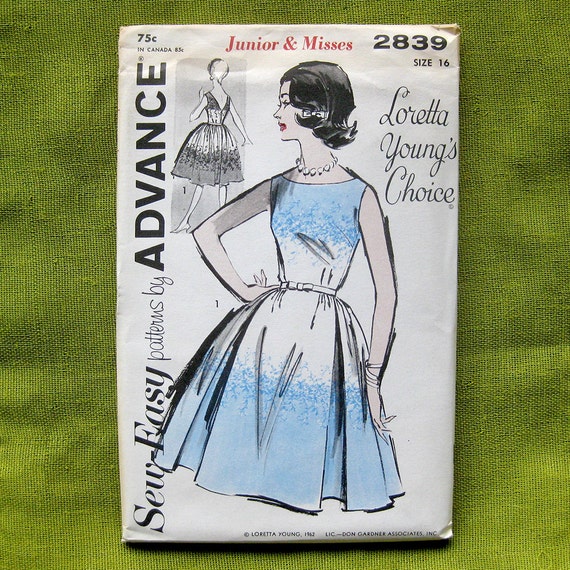 75c
IN CANADA 85c
Junior & Misses
2839
SIZE 16
Sew-Easy patterns by ADVANCE®
Loretta
Young's
Choice©
1
1
© LORETTA YOUNG, 1962 LIC.—DON GARDNER ASSOCIATES, INC.